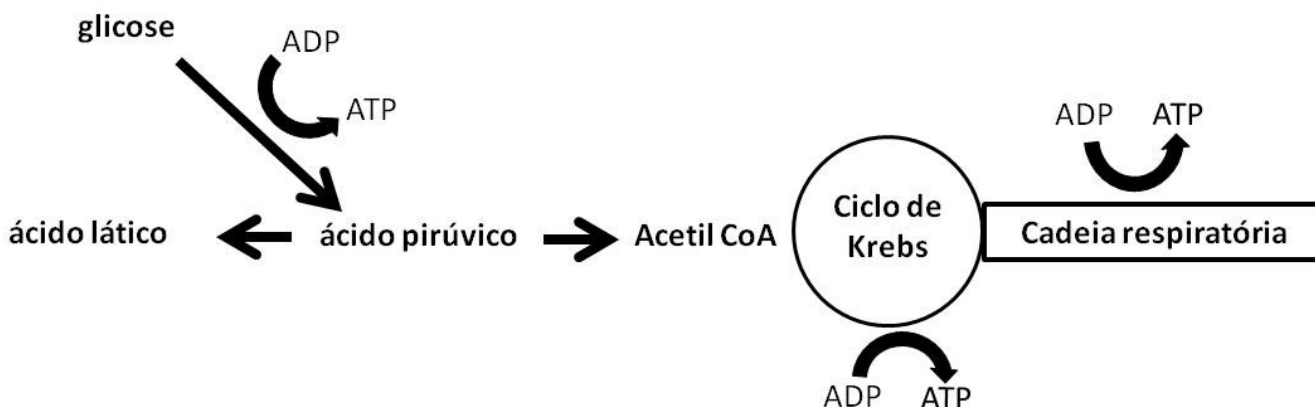 glicose
ADP
ATP
ADP
ATP
ácido lático
ácido pirúvico
Acetil CoA
Ciclo de
Krebs
Cadeia respiratória
ADP
ATP